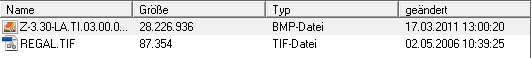 Name Größe Typ geändert
Z-3.30-LA.TI.03.00.0... 28.226.936 BMP-Datei 17.03.2011 13:00:20
REGAL.TIF 87.354 TIF-Datei 02.05.2006 10:39:25